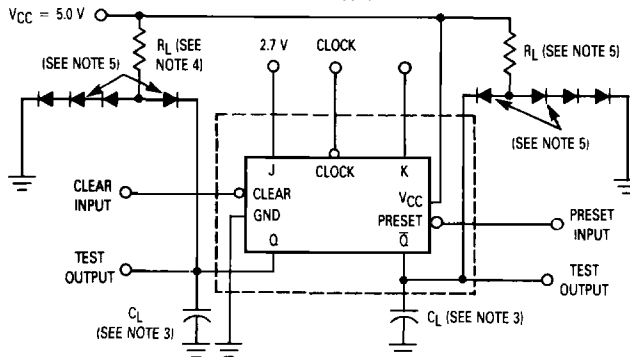 VCC = 5.0 V
RL (SEE
NOTE 4)
2.7 V
CLOCK
RL (SEE NOTE 5)
(SEE NOTE 5)
(SEE NOTE 5)
J
CLOCK
K
CLEAR
INPUT
CLEAR
VCC
GND
PRESET
PRESET
INPUT
Q
Q̅
TEST
OUTPUT
TEST
OUTPUT
CL
(SEE NOTE 3)
CL (SEE NOTE 3)